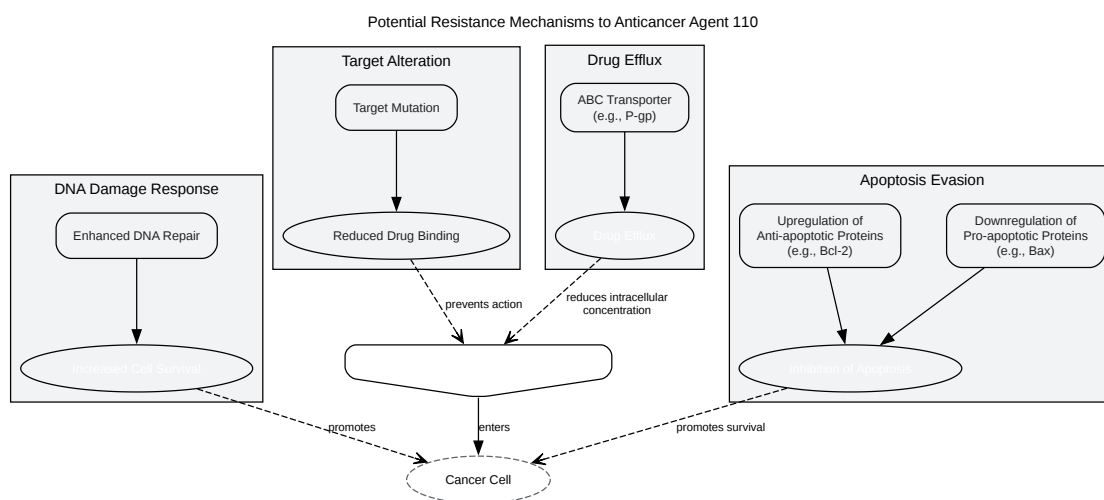 Potential Resistance Mechanisms to Anticancer Agent 110
Target Alteration
Target Mutation
Reduced Drug Binding
Drug Efflux
ABC Transporter
(e.g., P-gp)
Drug Efflux
DNA Damage Response
Enhanced DNA Repair
Increased Cell Survival
Apoptosis Evasion
Upregulation of
Anti-apoptotic Proteins
(e.g., Bcl-2)
Downregulation of
Pro-apoptotic Proteins
(e.g., Bax)
Inhibition of Apoptosis
prevents action
reduces intracellular
concentration
promotes
enters
promotes survival
Cancer Cell